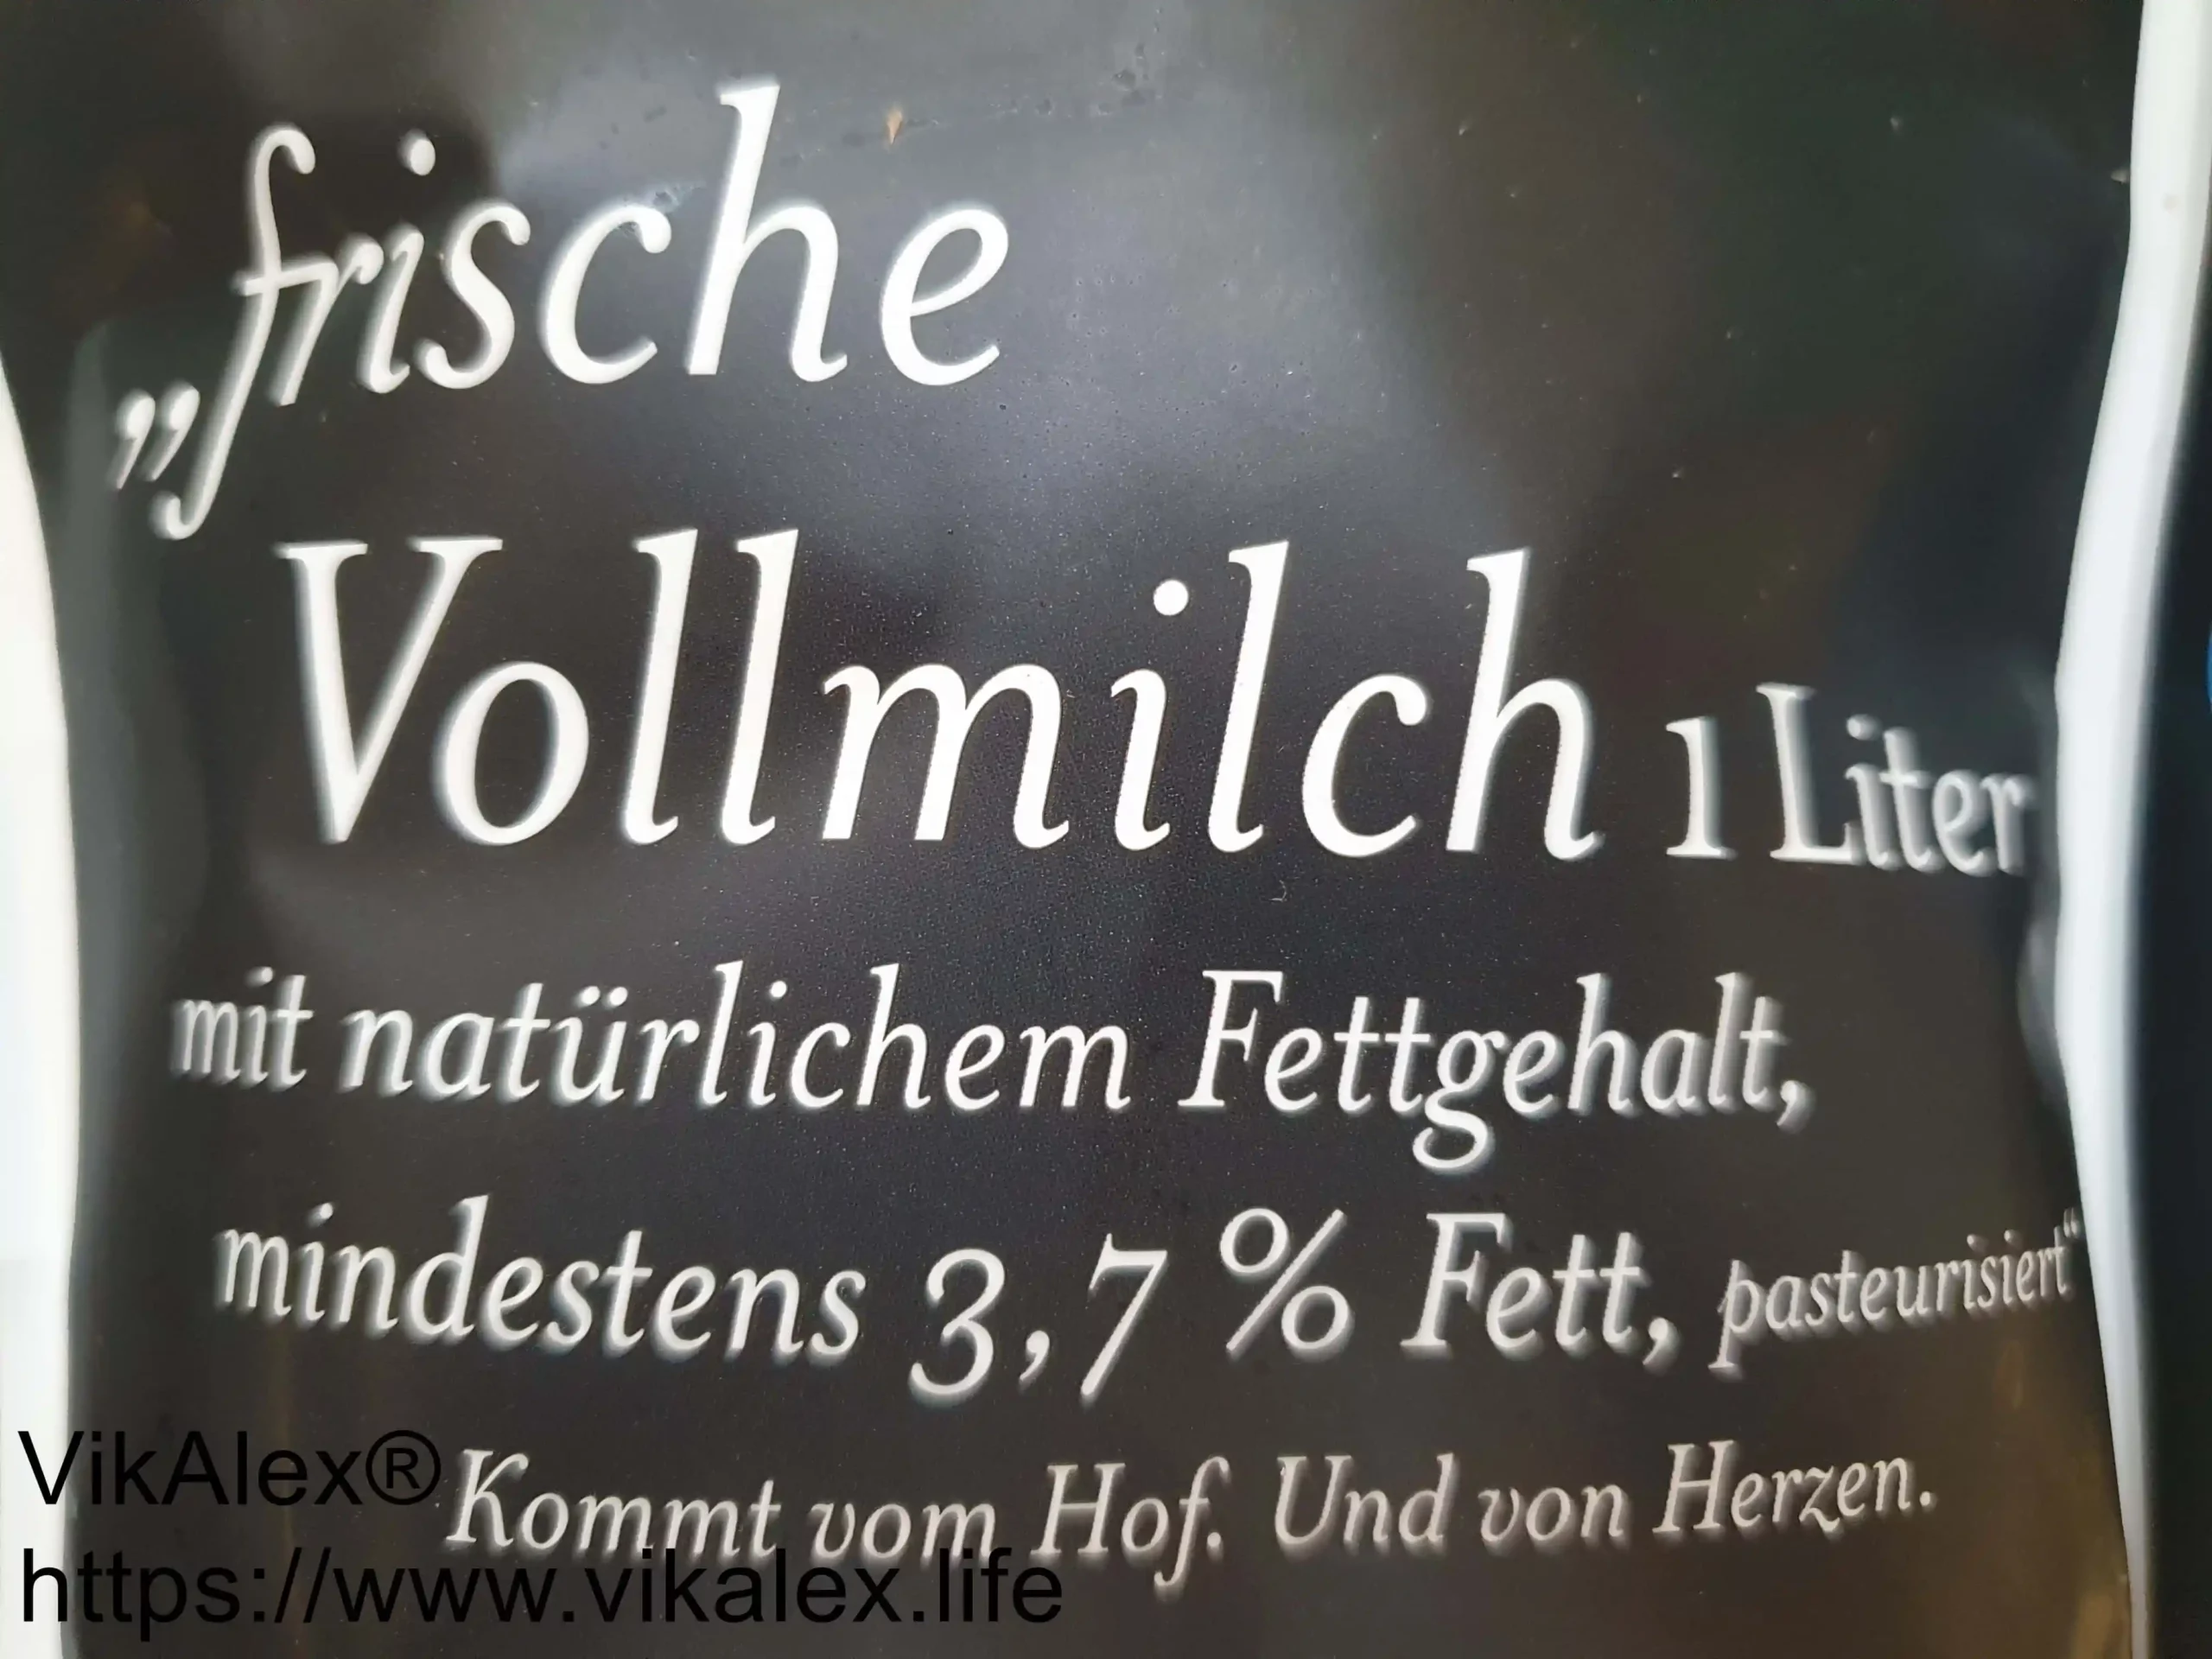 „frische
Vollmilch 1 Liter
mit natürlichem Fettgehalt,
mindestens 3,7 % Fett, pasteurisiert“
Kommt vom Hof. Und von Herzen.
VikAlex®
https://www.vikalex.life